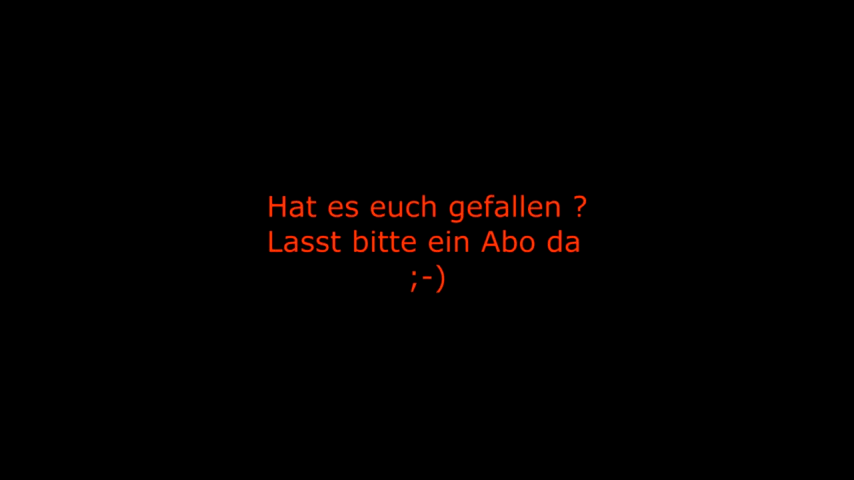 Hat es euch gefallen ?
Lasst bitte ein Abo da
;-)